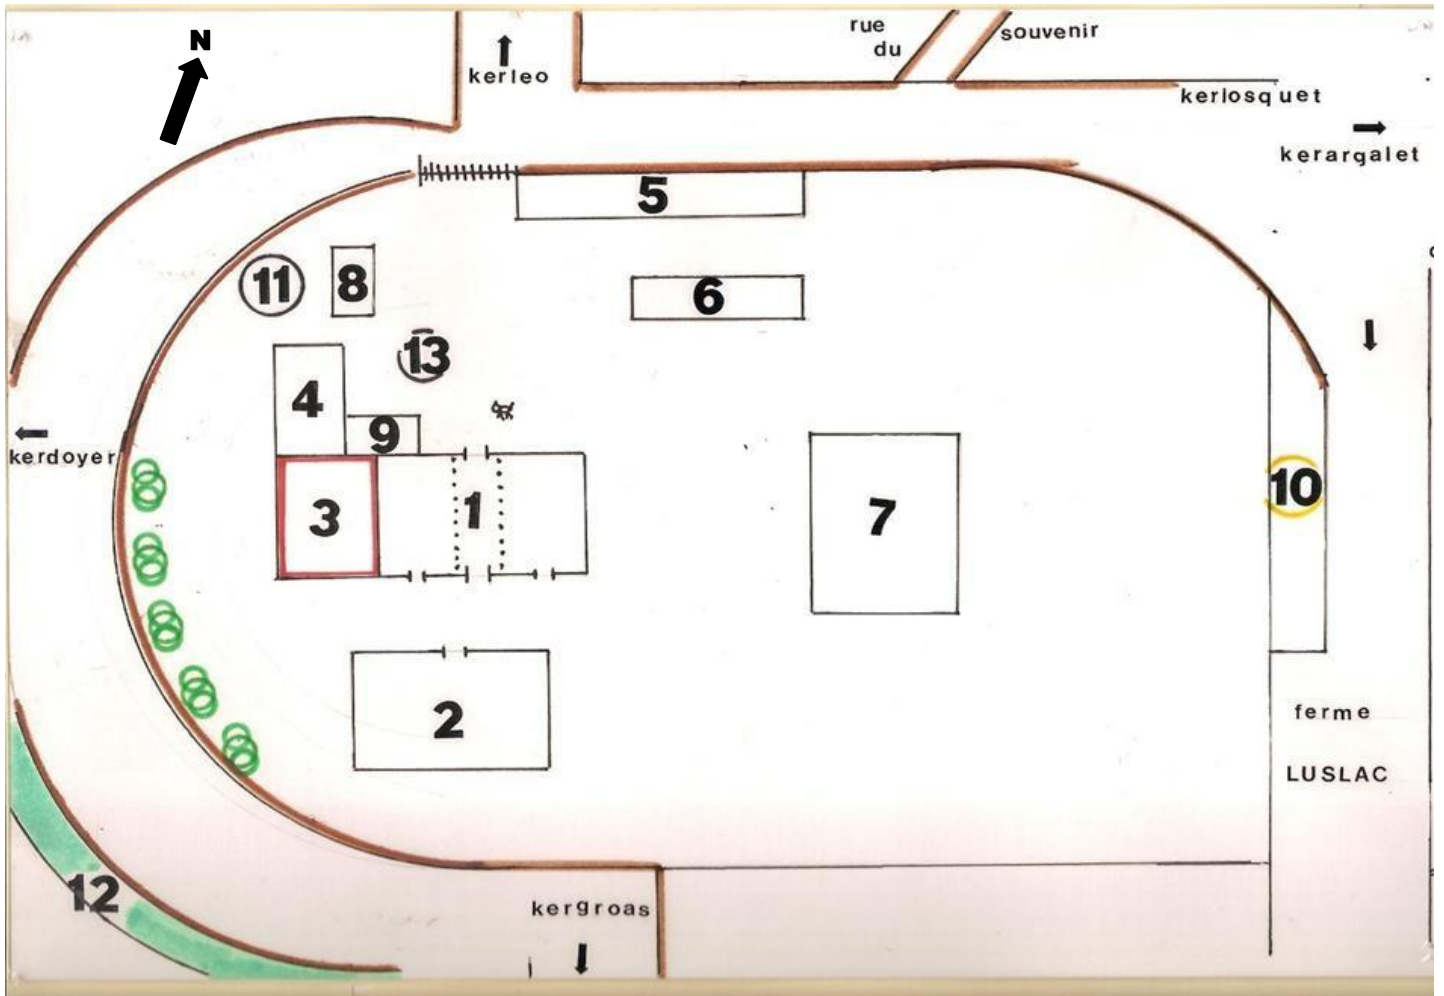 N
rue
du
souvenir
kerleo
kerlosquet
kerargalet
5
11
8
6
13
4
9
kerdoyer
3
1
7
10
2
ferme
LUSLAC
12
kergroas